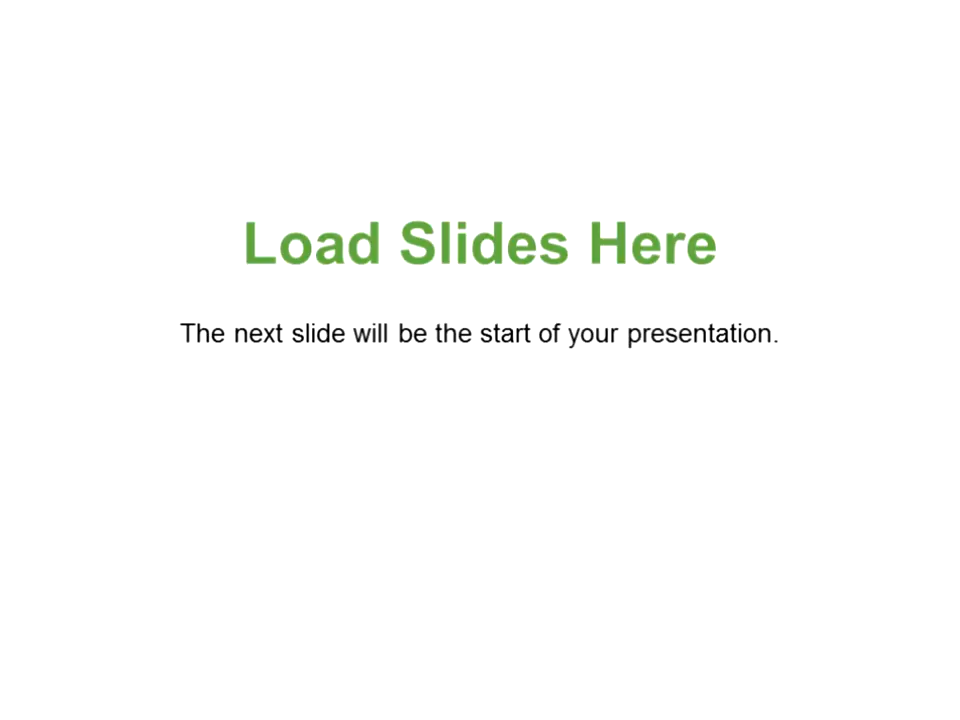 Load Slides Here
The next slide will be the start of your presentation.